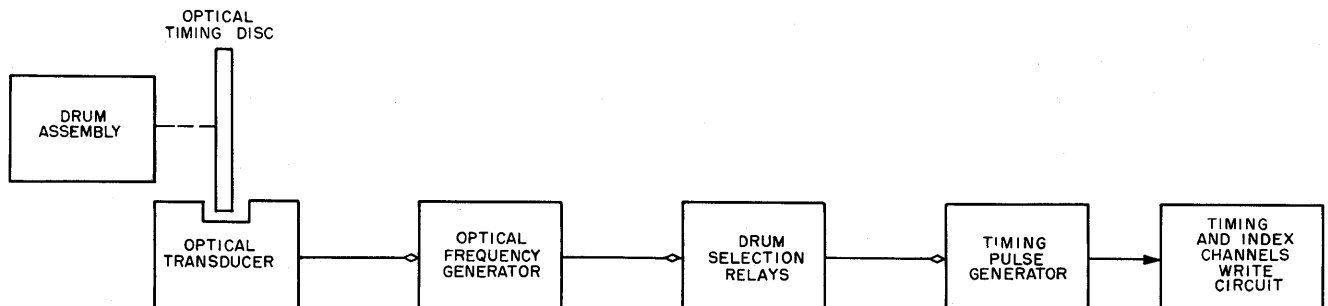 OPTICAL
TIMING DISC
DRUM
ASSEMBLY
OPTICAL
TRANSDUCER
OPTICAL
FREQUENCY
GENERATOR
DRUM
SELECTION
RELAYS
TIMING
PULSE
GENERATOR
TIMING
AND INDEX
CHANNELS
WRITE
CIRCUIT